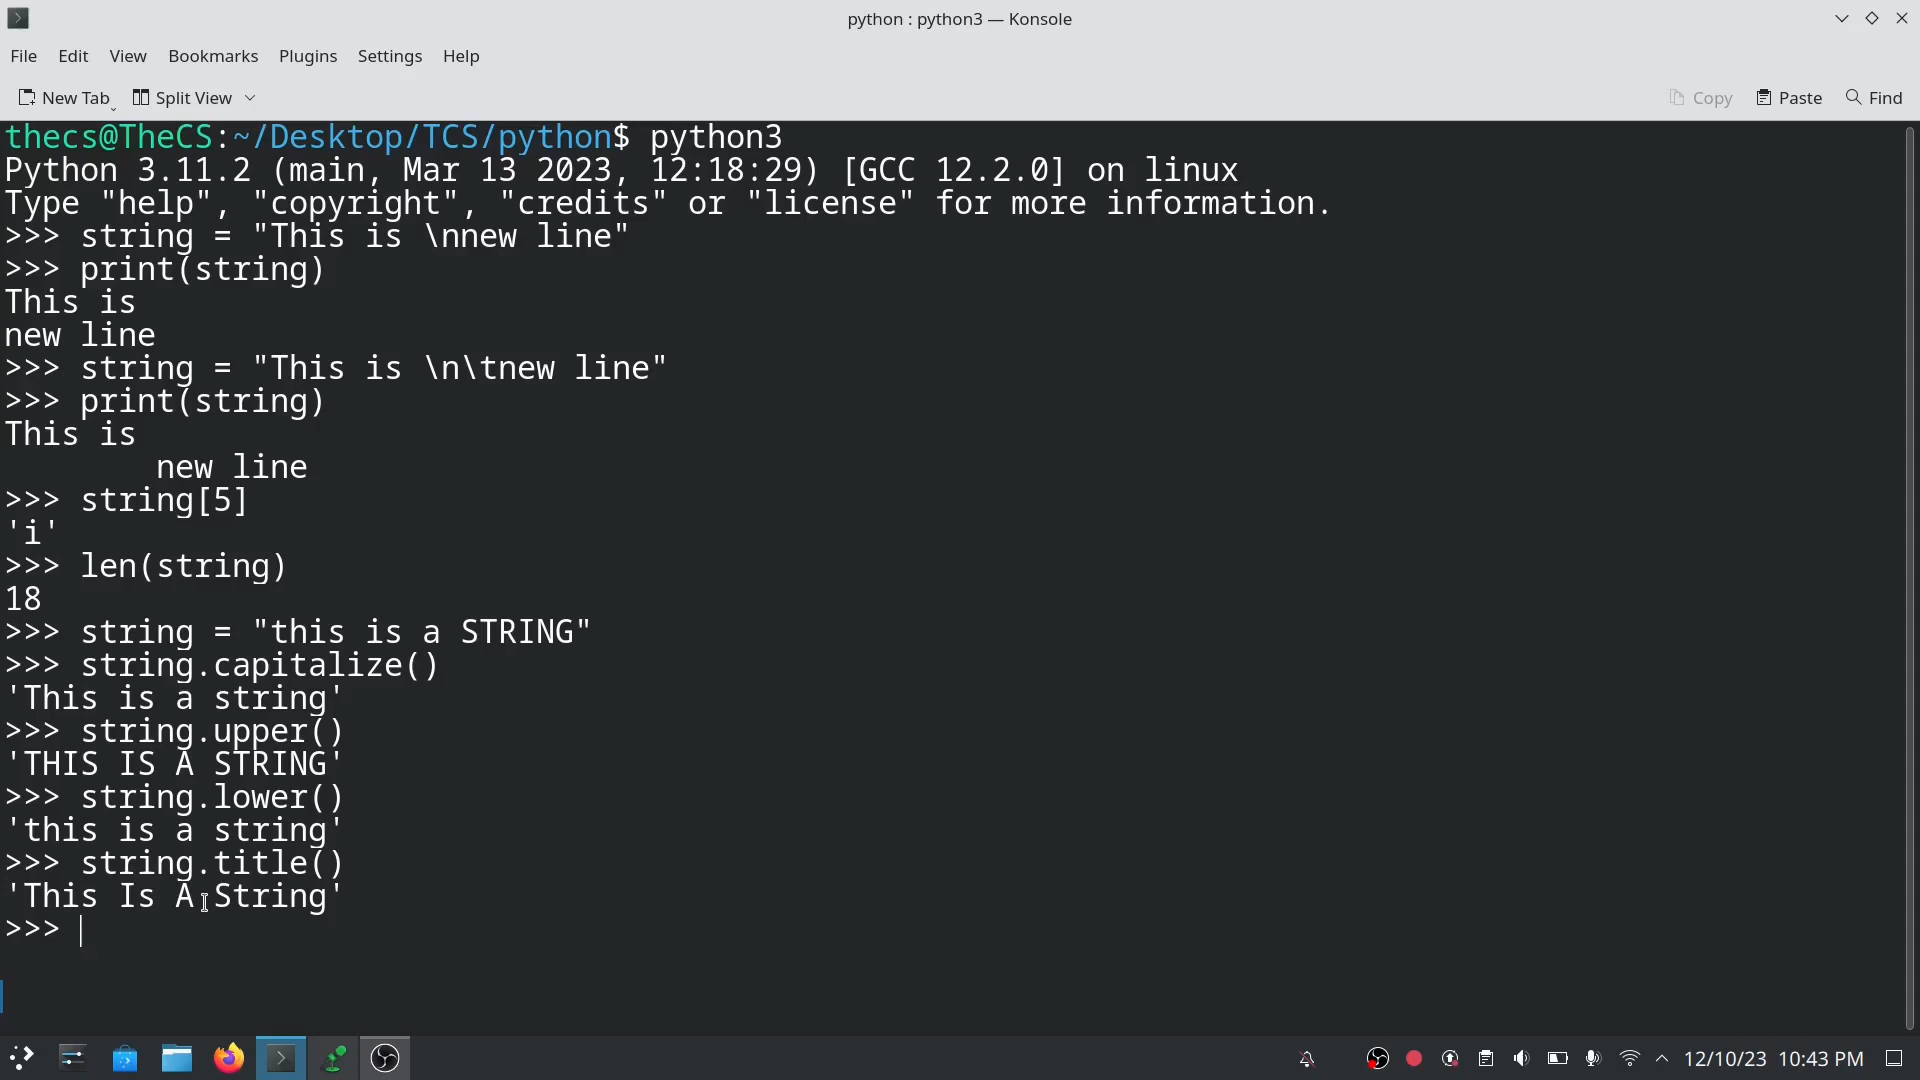 python : python3 — Konsole
File Edit View Bookmarks Plugins Settings Help
New Tab Split View Copy Paste Find
thecs@TheCS:~/Desktop/TCS/python$ python3
Python 3.11.2 (main, Mar 13 2023, 12:18:29) [GCC 12.2.0] on linux
Type "help", "copyright", "credits" or "license" for more information.
>>> string = "This is \nnew line"
>>> print(string)
This is
new line
>>> string = "This is \n\tnew line"
>>> print(string)
This is
        new line
>>> string[5]
'i'
>>> len(string)
18
>>> string = "this is a STRING"
>>> string.capitalize()
'This is a string'
>>> string.upper()
'THIS IS A STRING'
>>> string.lower()
'this is a string'
>>> string.title()
'This Is A String'
>>>
12/10/23 10:43 PM